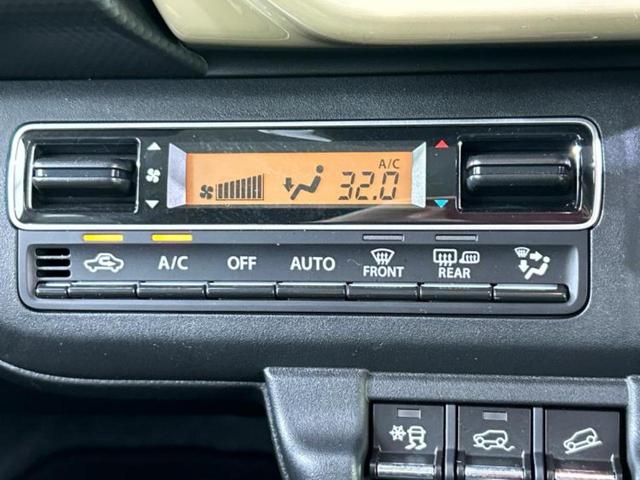 A/C
32.0
A/C
OFF
AUTO
FRONT
REAR